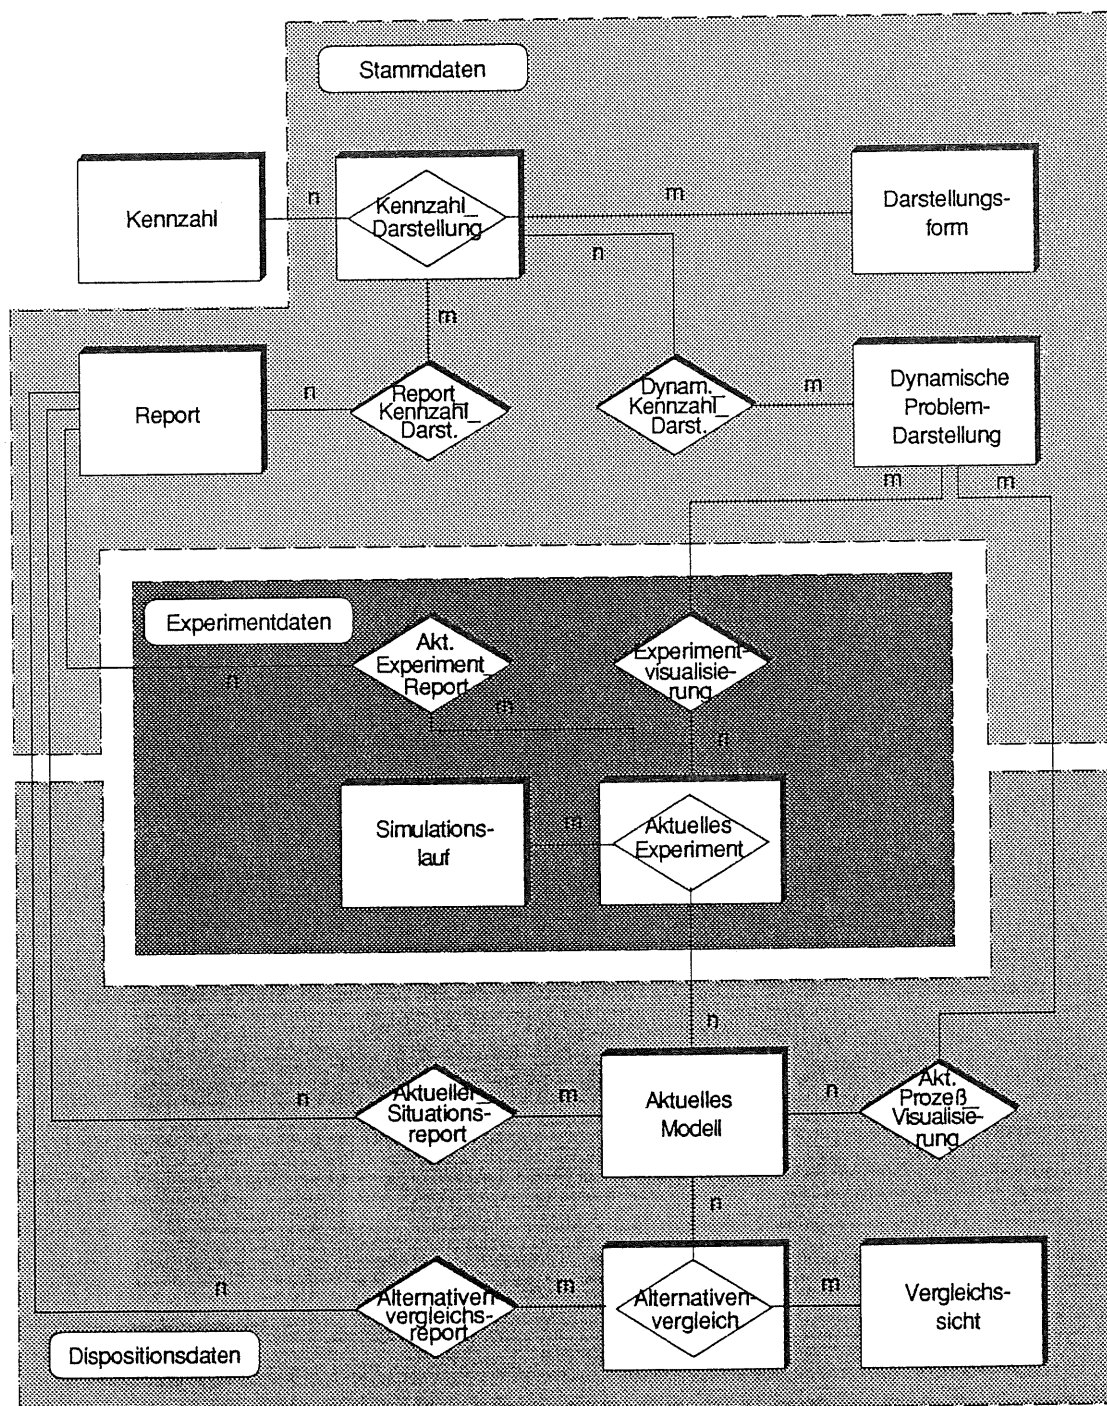 Stammdaten
Kennzahl
n
Kennzahl_
Darstellung
m
Darstellungs-
form
n
m
Report
n
Report_
Kennzahl_
Darst.
Dynam.
Kennzahl_
Darst.
m
Dynamische
Problem-
Darstellung
m
m
Experimentdaten
Akt.
Experiment_
Report
n
m
Experiment-
visualisie-
rung
n
Simulations-
lauf
m
Aktuelles
Experiment
n
n
Aktueller_
Situations-
report
m
Aktuelles
Modell
n
Akt.
Prozeß_
Visualisie-
rung
n
n
Alternativen
vergleichs-
report
m
Alternativen-
vergleich
m
Vergleichs-
sicht
Dispositionsdaten